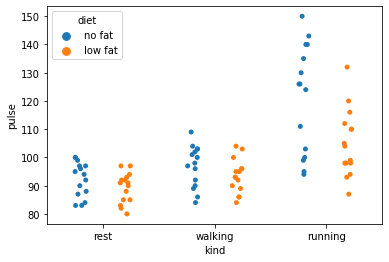 diet
no fat
low fat
150
140
130
120
110
100
90
80
pulse
rest walking running
kind